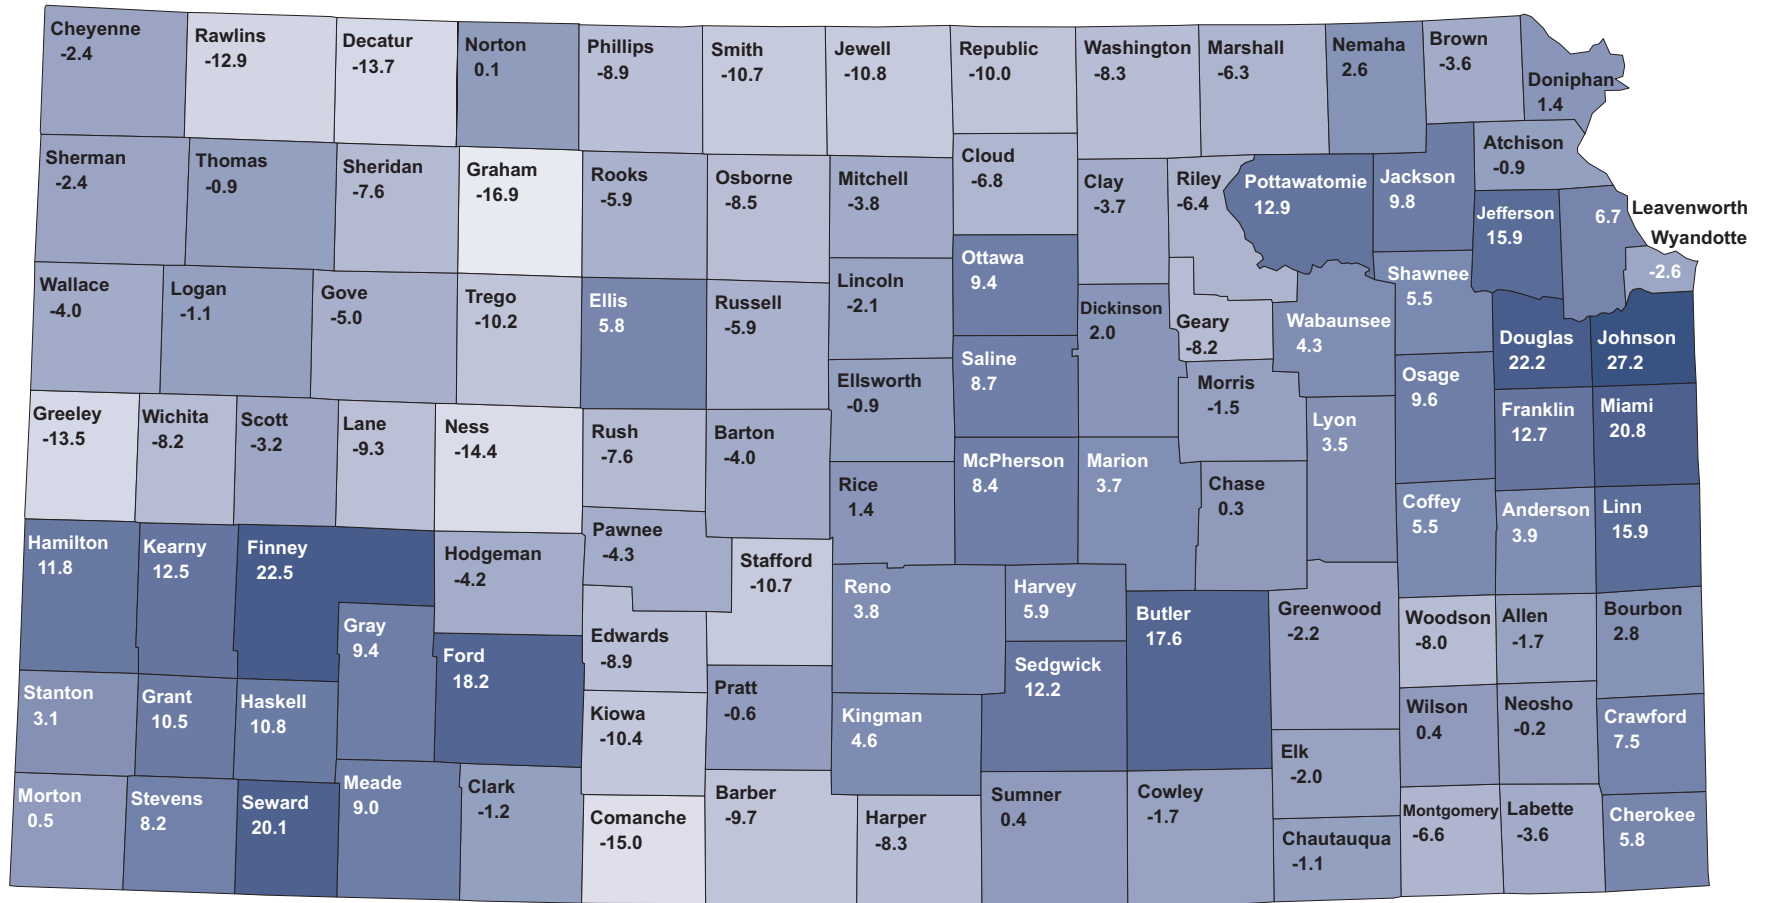 Cheyenne
-2.4
Rawlins
-12.9
Decatur
-13.7
Norton
0.1
Phillips
-8.9
Smith
-10.7
Jewell
-10.8
Republic
-10.0
Washington
-8.3
Marshall
-6.3
Nemaha
2.6
Brown
-3.6
Doniphan
1.4
Sherman
-2.4
Thomas
-0.9
Sheridan
-7.6
Graham
-16.9
Rooks
-5.9
Osborne
-8.5
Mitchell
-3.8
Cloud
-6.8
Clay
-3.7
Riley
-6.4
Pottawatomie
12.9
Jackson
9.8
Atchison
-0.9
Jefferson
15.9
6.7
Leavenworth
Wyandotte
-2.6
Wallace
-4.0
Logan
-1.1
Gove
-5.0
Trego
-10.2
Ellis
5.8
Russell
-5.9
Lincoln
-2.1
Ottawa
9.4
Saline
8.7
Dickinson
2.0
Geary
-8.2
Wabaunsee
4.3
Shawnee
5.5
Douglas
22.2
Johnson
27.2
Greeley
-13.5
Wichita
-8.2
Scott
-3.2
Lane
-9.3
Ness
-14.4
Rush
-7.6
Barton
-4.0
Ellsworth
-0.9
Morris
-1.5
Osage
9.6
Franklin
12.7
Miami
20.8
Lyon
3.5
Rice
1.4
McPherson
8.4
Marion
3.7
Chase
0.3
Coffey
5.5
Anderson
3.9
Linn
15.9
Hamilton
11.8
Kearny
12.5
Finney
22.5
Hodgeman
-4.2
Pawnee
-4.3
Stafford
-10.7
Reno
3.8
Harvey
5.9
Butler
17.6
Greenwood
-2.2
Woodson
-8.0
Allen
-1.7
Bourbon
2.8
Gray
9.4
Ford
18.2
Edwards
-8.9
Sedgwick
12.2
Stanton
3.1
Grant
10.5
Haskell
10.8
Kiowa
-10.4
Pratt
-0.6
Kingman
4.6
Wilson
0.4
Neosho
-0.2
Crawford
7.5
Elk
-2.0
Morton
0.5
Stevens
8.2
Seward
20.1
Meade
9.0
Clark
-1.2
Comanche
-15.0
Barber
-9.7
Harper
-8.3
Sumner
0.4
Cowley
-1.7
Chautauqua
-1.1
Montgomery
-6.6
Labette
-3.6
Cherokee
5.8